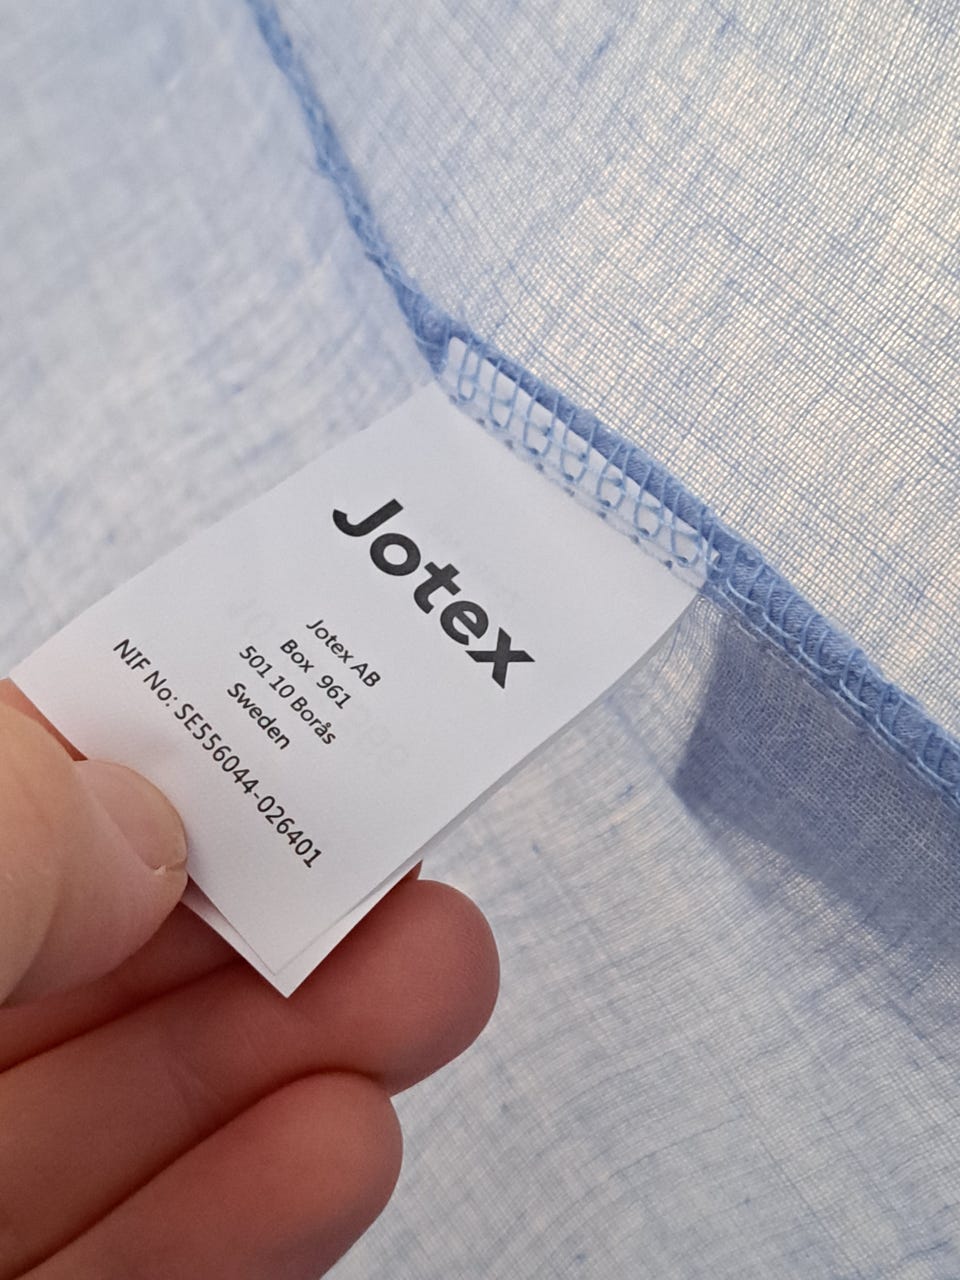 Jotex
Jotex AB
Box 961
501 10 Borås
Sweden
NIF No: SE556044-026401